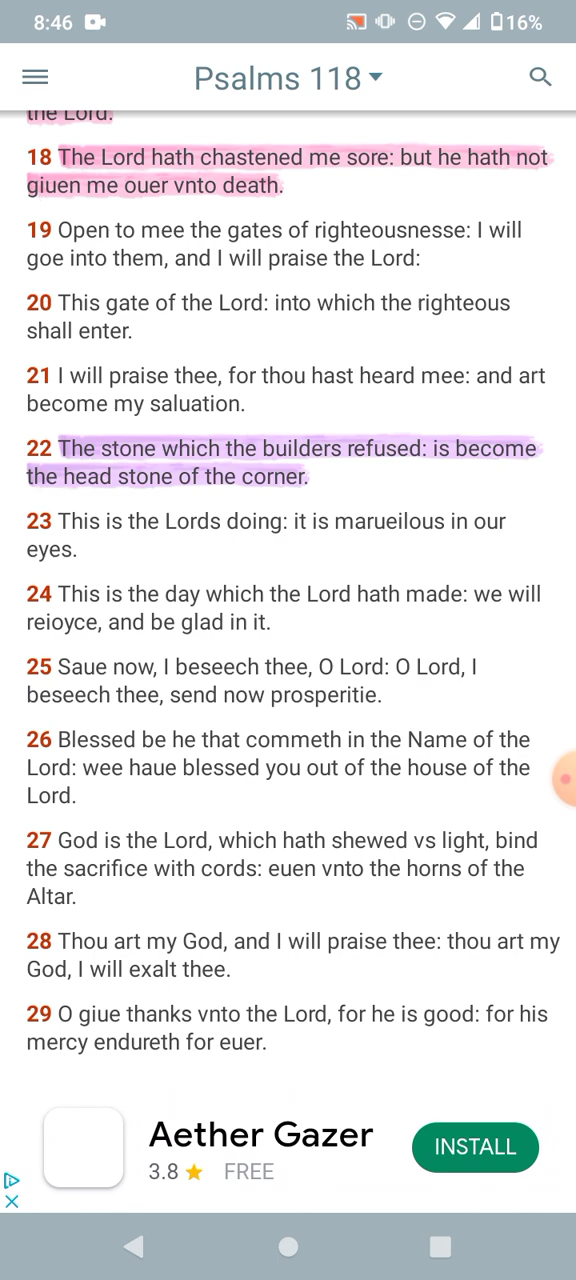 8:46 16%
Psalms 118
the Lord.
18 The Lord hath chastened me sore: but he hath not
giuen me ouer vnto death.
19 Open to mee the gates of righteousnesse: I will
goe into them, and I will praise the Lord:
20 This gate of the Lord: into which the righteous
shall enter.
21 I will praise thee, for thou hast heard mee: and art
become my saluation.
22 The stone which the builders refused: is become
the head stone of the corner.
23 This is the Lords doing: it is marueilous in our
eyes.
24 This is the day which the Lord hath made: we will
reioyce, and be glad in it.
25 Saue now, I beseech thee, O Lord: O Lord, I
beseech thee, send now prosperitie.
26 Blessed be he that commeth in the Name of the
Lord: wee haue blessed you out of the house of the
Lord.
27 God is the Lord, which hath shewed vs light, bind
the sacrifice with cords: euen vnto the horns of the
Altar.
28 Thou art my God, and I will praise thee: thou art my
God, I will exalt thee.
29 O giue thanks vnto the Lord, for he is good: for his
mercy endureth for euer.
Aether Gazer
3.8 ★ FREE
INSTALL